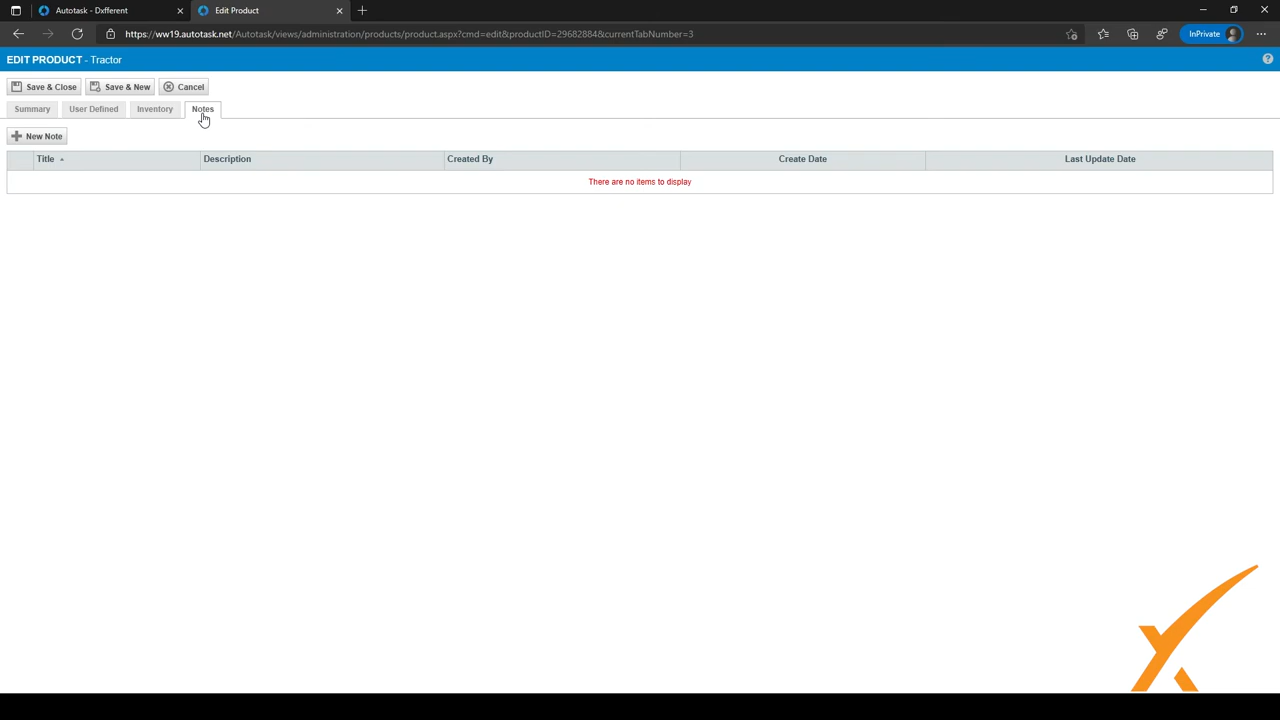 Autotask - Dxfferent
Edit Product
https://ww19.autotask.net/Autotask/views/administration/products/product.aspx?cmd=edit&productID=29682884&currentTabNumber=3
InPrivate
EDIT PRODUCT - Tractor
Save & Close
Save & New
Cancel
Summary
User Defined
Inventory
Notes
New Note
Title
Description
Created By
Create Date
Last Update Date
There are no items to display